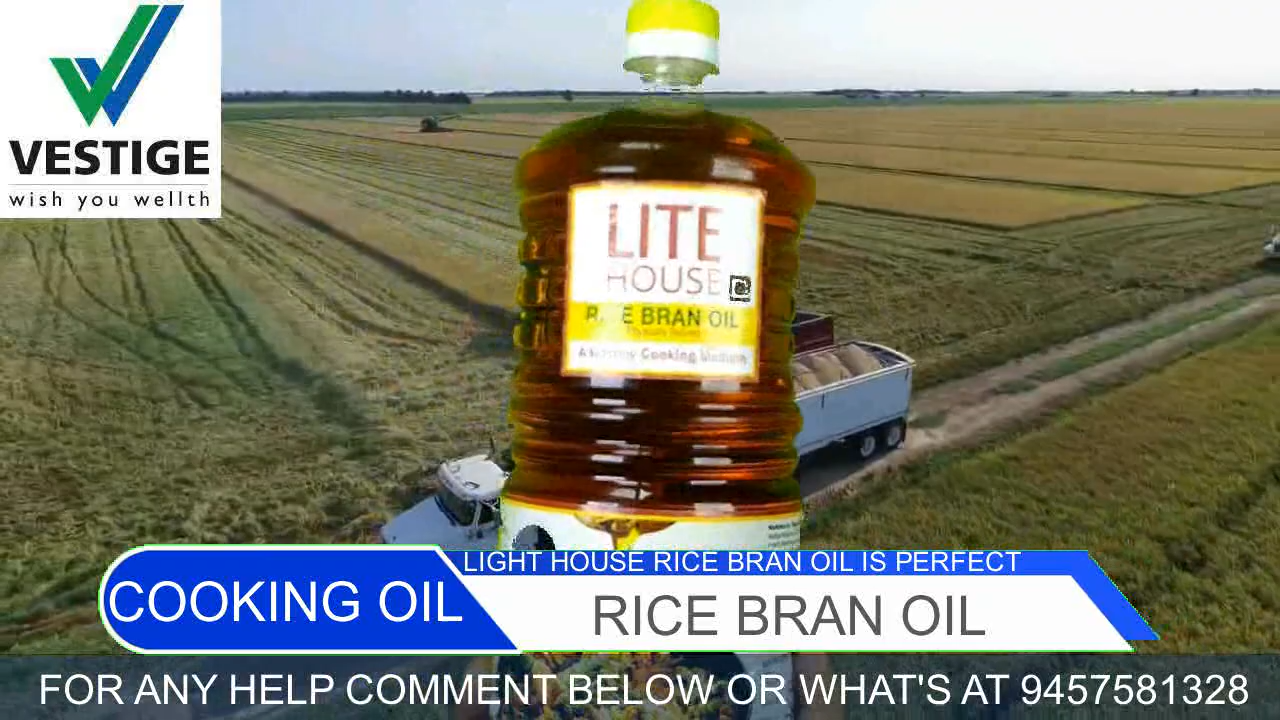 VESTIGE
wish you wellth
LITE
HOUSE
BRAN OIL
Cooking
LIGHT HOUSE RICE BRAN OIL IS PERFECT
COOKING OIL
RICE BRAN OIL
FOR ANY HELP COMMENT BELOW OR WHAT'S AT 9457581328